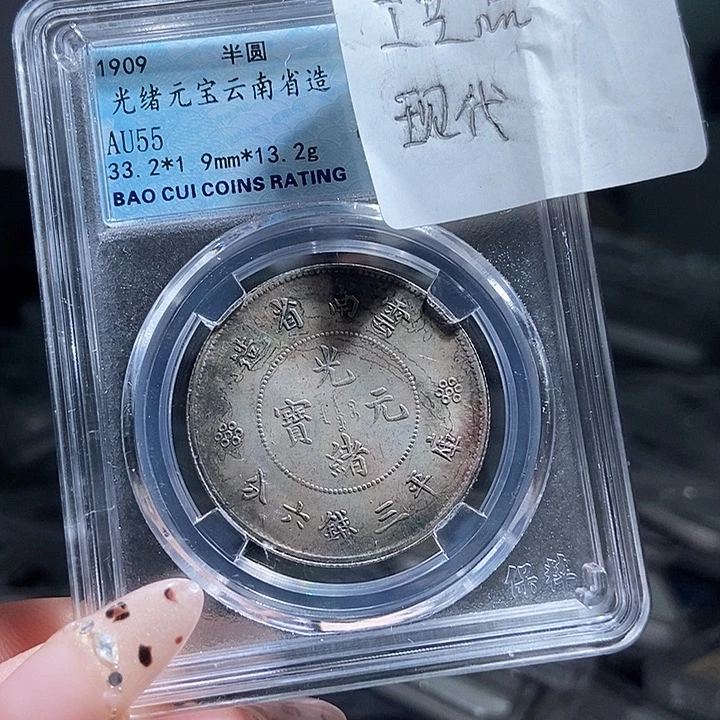 1909 半圆
光绪元宝云南省造
AU55
33.2*1 9mm*13.2g
BAO CUI COINS RATING
现代
造省南雲
光緒元寶
庫平三錢六分
保粹